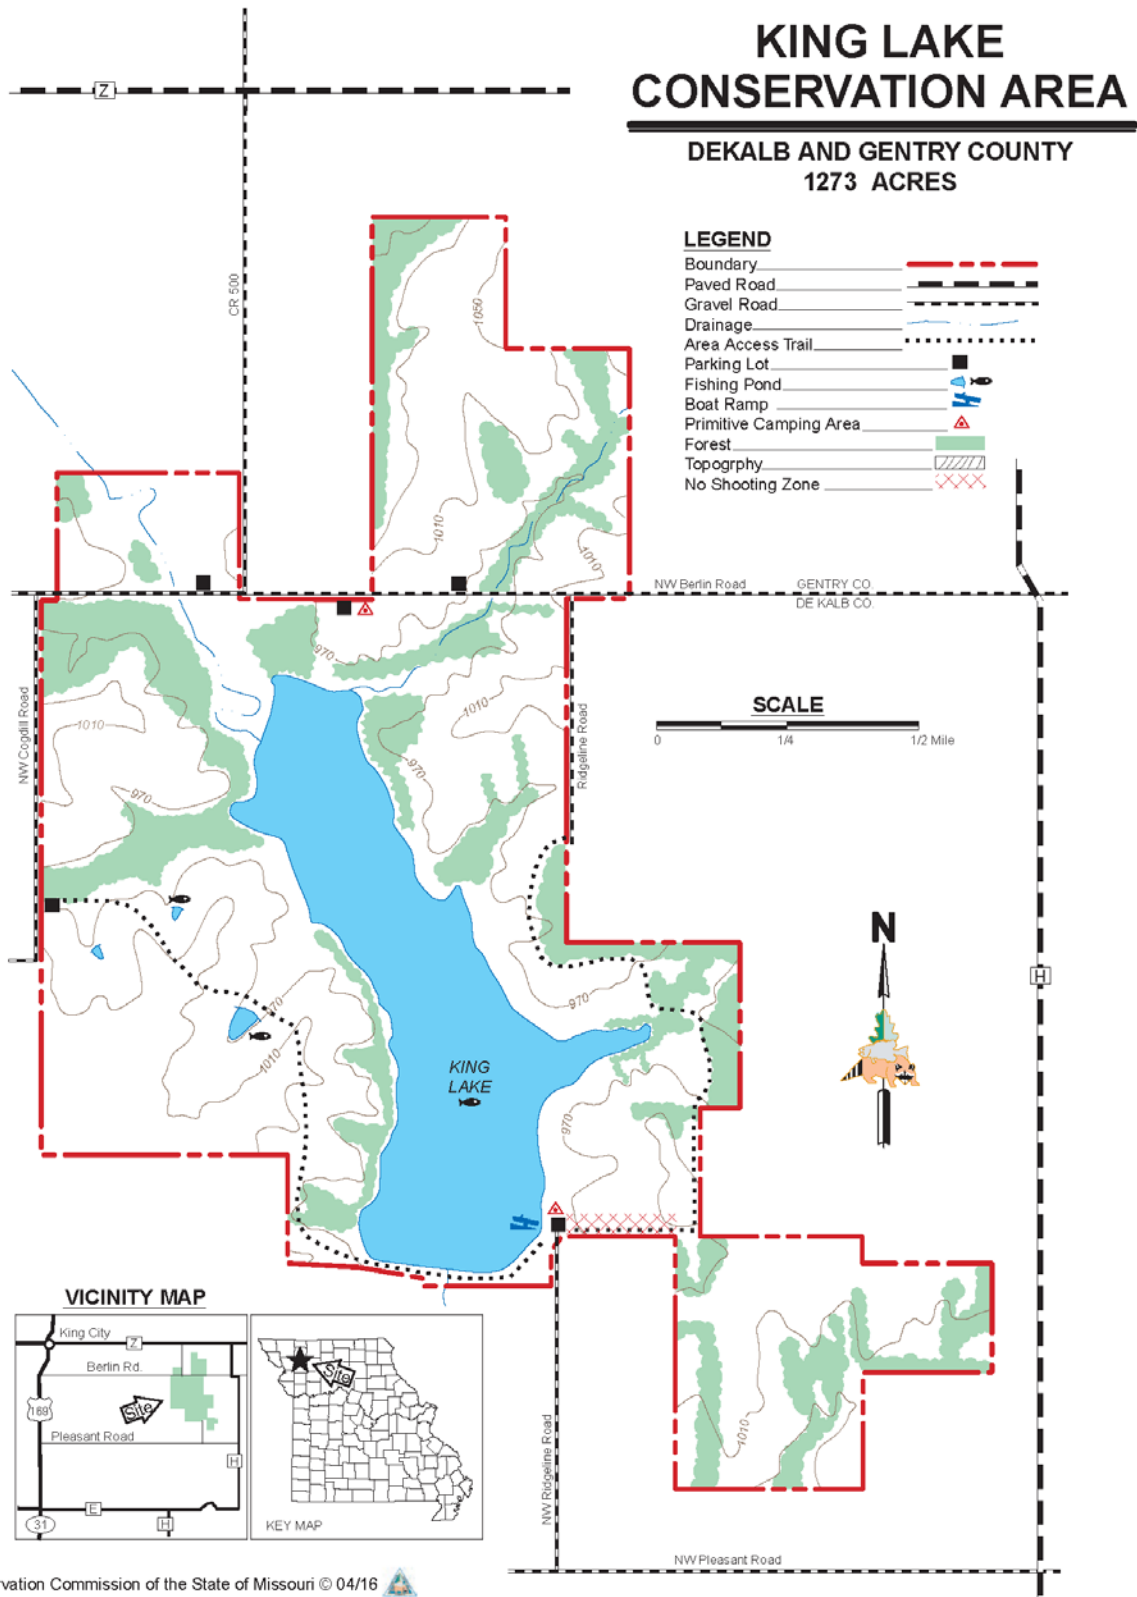 KING LAKE
CONSERVATION AREA
DEKALB AND GENTRY COUNTY
1273 ACRES
LEGEND
Boundary
Paved Road
Gravel Road
Drainage
Area Access Trail
Parking Lot
Fishing Pond
Boat Ramp
Primitive Camping Area
Forest
Topogrphy
No Shooting Zone
Z
CR 500
1050
1010
1010
NW Berlin Road
GENTRY CO.
DE KALB CO.
970
NW Cogdill Road
1010
1010
Ridgeline Road
SCALE
0 1/4 1/2 Mile
970
970
N
H
970
970
1010
KING
LAKE
970
NW Ridgeline Road
1010
NW Pleasant Road
VICINITY MAP
King City
Z
Berlin Rd.
169
Site
Pleasant Road
H
E
31
H
Site
KEY MAP
vation Commission of the State of Missouri © 04/16